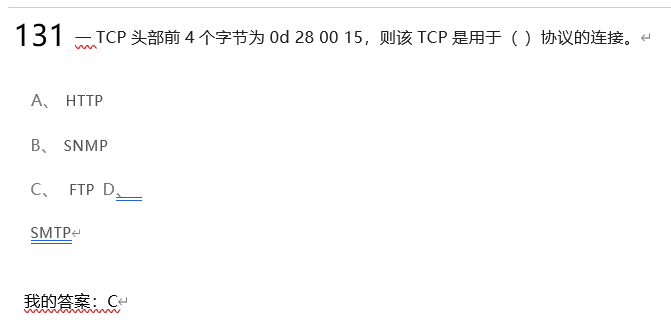 131 一 TCP 头部前 4 个字节为 0d 28 00 15，则该 TCP 是用于（ ）协议的连接。
A、 HTTP
B、 SNMP
C、 FTP D、
SMTP
我的答案：C